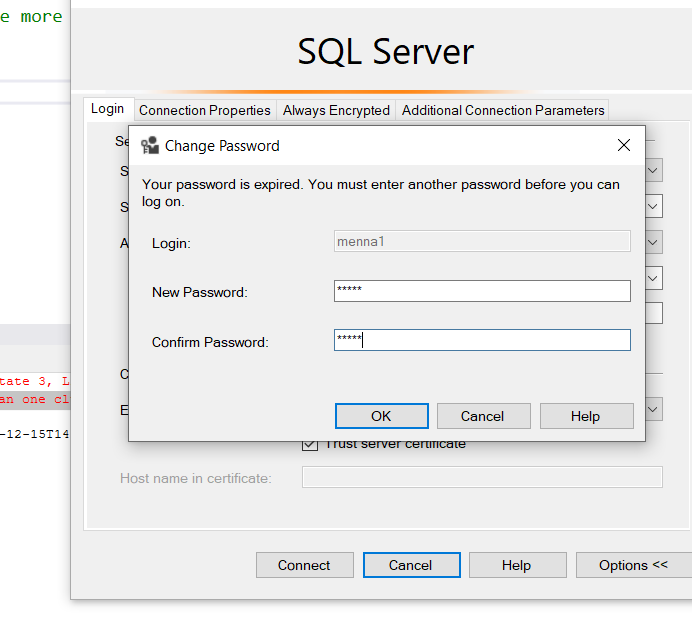 e more
SQL Server
Login
Connection Properties
Always Encrypted
Additional Connection Parameters
Se
Change Password
S
Your password is expired. You must enter another password before you can
log on.
S
A
Login:
menna1
New Password:
*****
Confirm Password:
*****
C
tate 3, L
an one cl
E
OK
Cancel
Help
-12-15T14
Trust server certificate
Host name in certificate:
Connect
Cancel
Help
Options <<